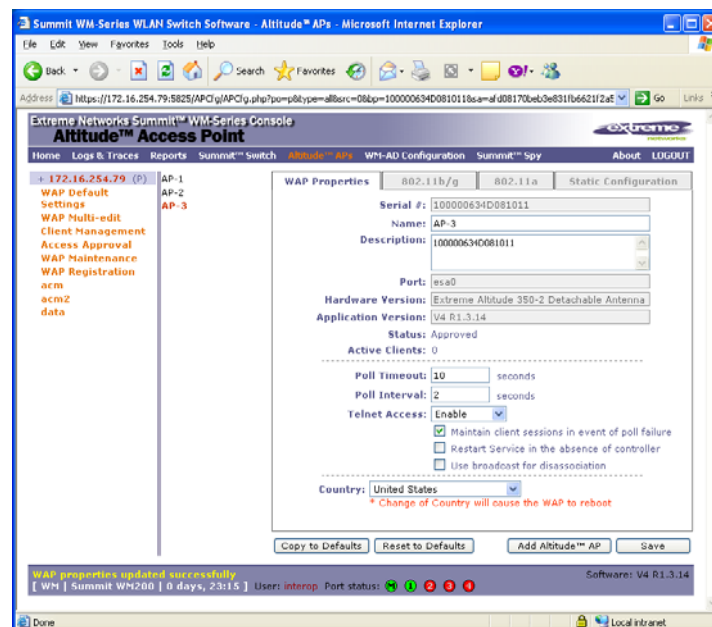 Summit WM-Series WLAN Switch Software - Altitude™ APs - Microsoft Internet Explorer
File Edit View Favorites Tools Help
Back Search Favorites
Address https://172.16.254.79:5825/APCfg/APCfg.php? Go Links
Extreme Networks Summit™ WM-Series Console
Altitude™ Access Point
extreme
networks
Home Logs & Traces Reports Summit™ Switch Altitude™ APs WM-AD Configuration Summit™ Spy About LOGOUT
+ 172.16.254.79 (P)
WAP Default
Settings
WAP Multi-edit
Client Management
Access Approval
WAP Maintenance
WAP Registration
acm
acm2
data
AP-1
AP-2
AP-3
WAP Properties 802.11b/g 802.11a Static Configuration
Serial #: 100000634D081011
Name: AP-3
Description: 100000634D081011
Port: esa0
Hardware Version: Extreme Altitude 350-2 Detachable Antenna
Application Version: V4 R1.3.14
Status: Approved
Active Clients: 0
Poll Timeout: 10 seconds
Poll Interval: 2 seconds
Telnet Access: Enable
Maintain client sessions in event of poll failure
Restart Service in the absence of controller
Use broadcast for disassociation
Country: United States
* Change of Country will cause the WAP to reboot
Copy to Defaults Reset to Defaults Add Altitude™ AP Save
WAP properties updated successfully
Software: V4 R1.3.14
[ WM | Summit WM200 | 0 days, 23:15 ] User: interop Port status: M 1 2 3 4
Done Local intranet